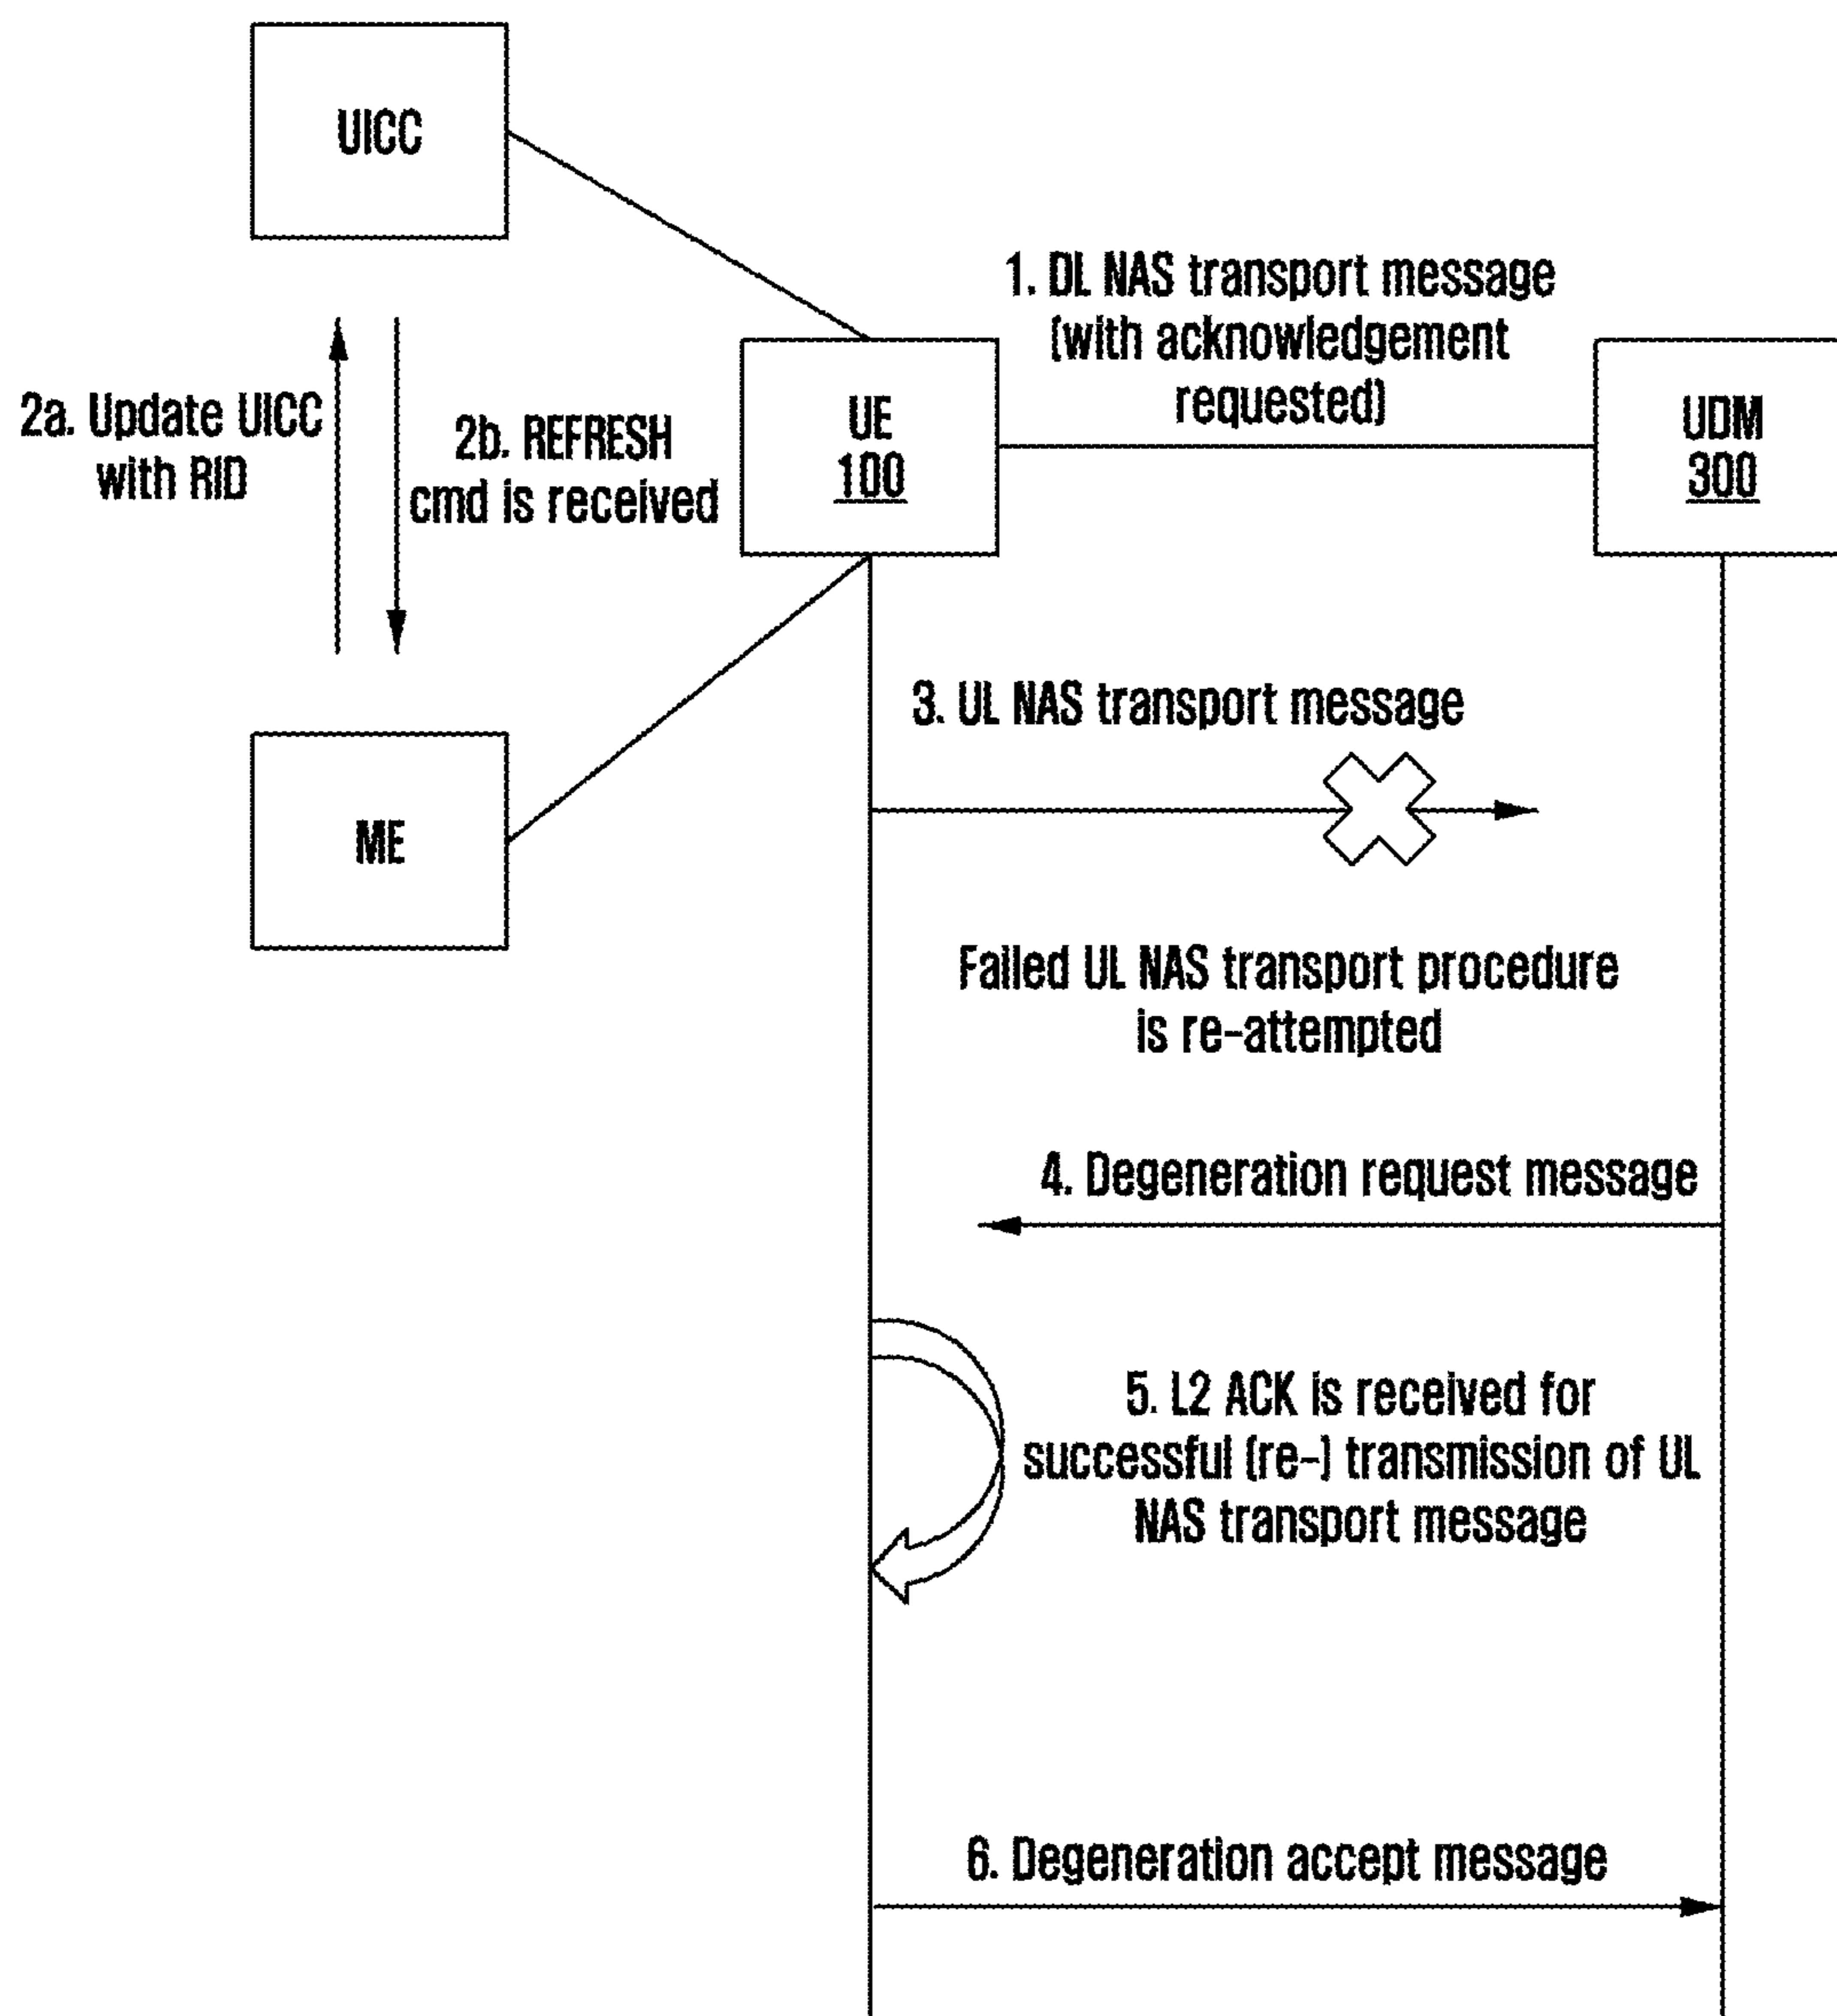 UICC
1. DL NAS transport message
(with acknowledgement
requested)
UE
100
UDM
300
2a. Update UICC
with RID
2b. REFRESH
cmd is received
3. UL NAS transport message
ME
Failed UL NAS transport procedure
is re-attempted
4. Degeneration request message
5. L2 ACK is received for
successful (re-) transmission of UL
NAS transport message
6. Degeneration accept message